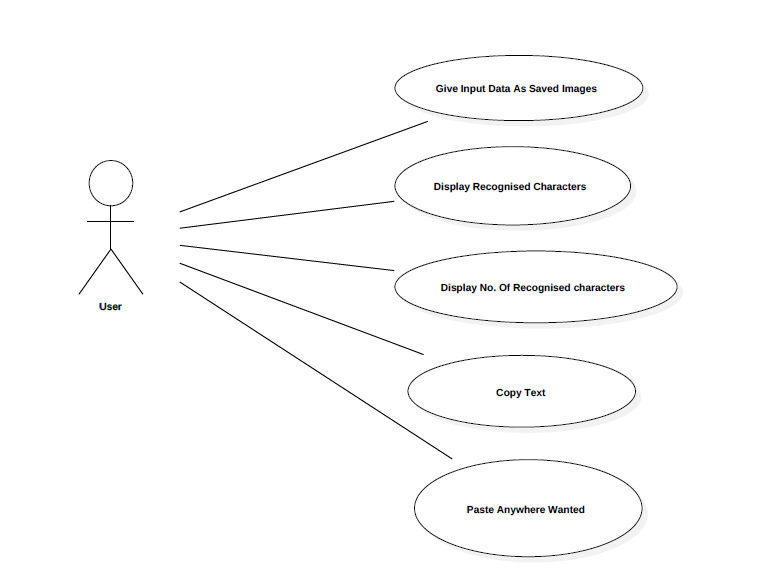 Give Input Data As Saved Images
Display Recognised Characters
Display No. Of Recognised characters
User
Copy Text
Paste Anywhere Wanted